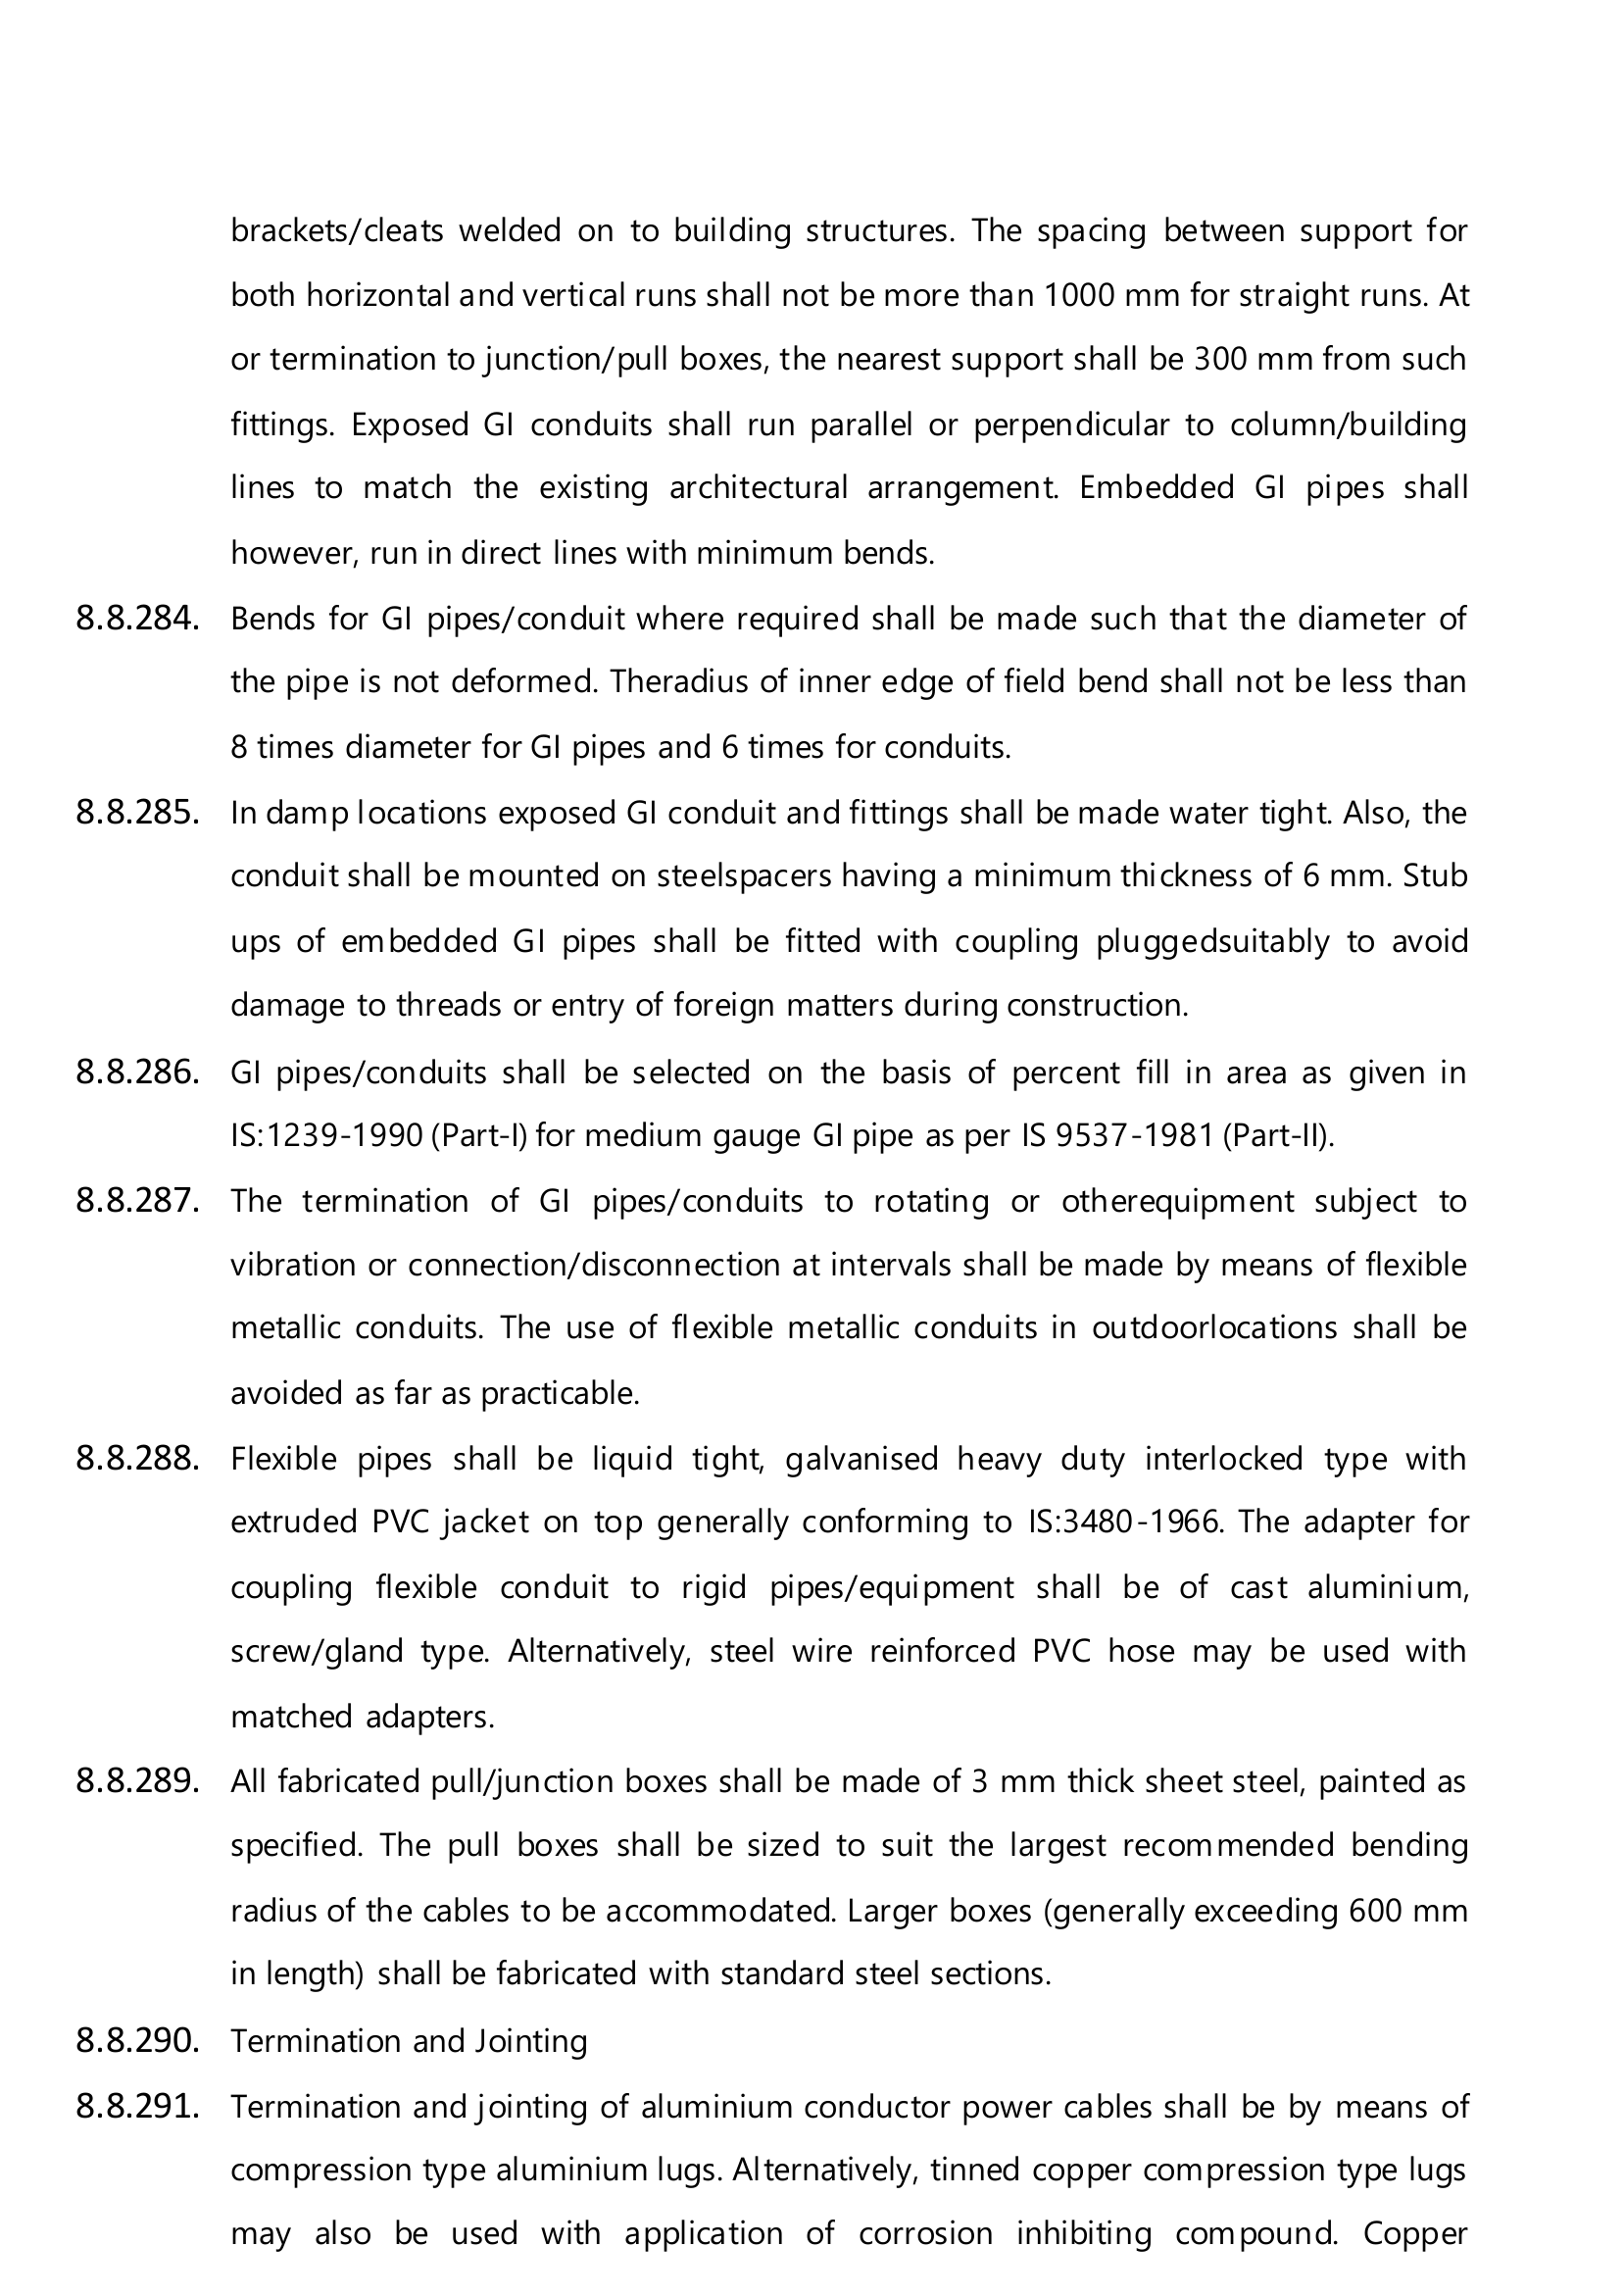 brackets/cleats welded on to building structures. The spacing between support for
both horizontal and vertical runs shall not be more than 1000 mm for straight runs. At
or termination to junction/pull boxes, the nearest support shall be 300 mm from such
fittings. Exposed GI conduits shall run parallel or perpendicular to column/building
lines to match the existing architectural arrangement. Embedded GI pipes shall
however, run in direct lines with minimum bends.
8.8.284. Bends for GI pipes/conduit where required shall be made such that the diameter of
the pipe is not deformed. Theradius of inner edge of field bend shall not be less than
8 times diameter for GI pipes and 6 times for conduits.
8.8.285. In damp locations exposed GI conduit and fittings shall be made water tight. Also, the
conduit shall be mounted on steelspacers having a minimum thickness of 6 mm. Stub
ups of embedded GI pipes shall be fitted with coupling pluggedsuitably to avoid
damage to threads or entry of foreign matters during construction.
8.8.286. GI pipes/conduits shall be selected on the basis of percent fill in area as given in
IS:1239-1990 (Part-I) for medium gauge GI pipe as per IS 9537-1981 (Part-II).
8.8.287. The termination of GI pipes/conduits to rotating or otherequipment subject to
vibration or connection/disconnection at intervals shall be made by means of flexible
metallic conduits. The use of flexible metallic conduits in outdoorlocations shall be
avoided as far as practicable.
8.8.288. Flexible pipes shall be liquid tight, galvanised heavy duty interlocked type with
extruded PVC jacket on top generally conforming to IS:3480-1966. The adapter for
coupling flexible conduit to rigid pipes/equipment shall be of cast aluminium,
screw/gland type. Alternatively, steel wire reinforced PVC hose may be used with
matched adapters.
8.8.289. All fabricated pull/junction boxes shall be made of 3 mm thick sheet steel, painted as
specified. The pull boxes shall be sized to suit the largest recommended bending
radius of the cables to be accommodated. Larger boxes (generally exceeding 600 mm
in length) shall be fabricated with standard steel sections.
8.8.290. Termination and Jointing
8.8.291. Termination and jointing of aluminium conductor power cables shall be by means of
compression type aluminium lugs. Alternatively, tinned copper compression type lugs
may also be used with application of corrosion inhibiting compound. Copper